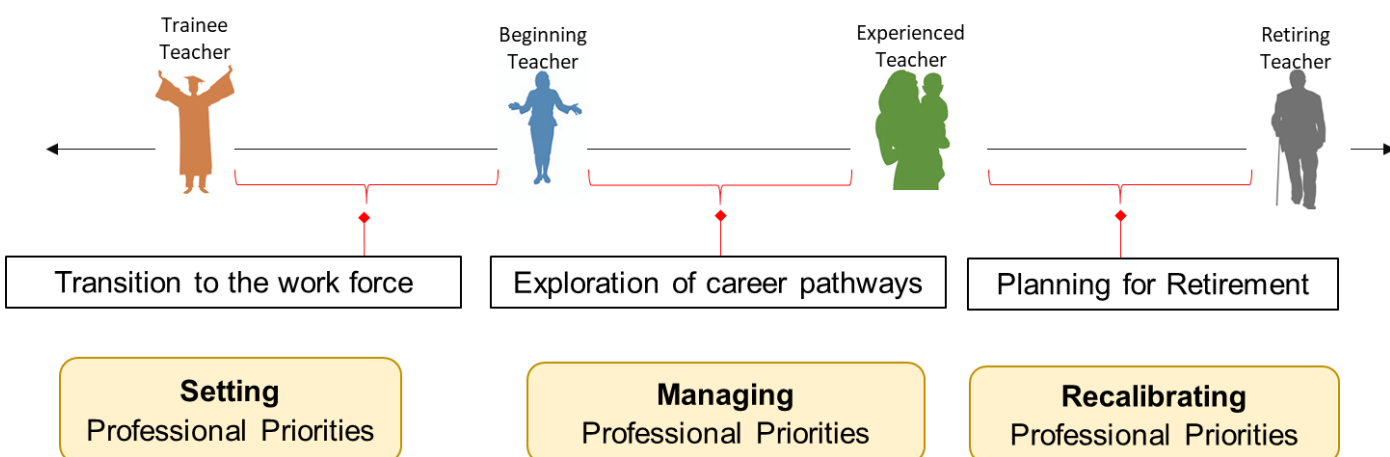 Trainee
Teacher
Beginning
Teacher
Experienced
Teacher
Retiring
Teacher
Transition to the work force
Exploration of career pathways
Planning for Retirement
Setting
Professional Priorities
Managing
Professional Priorities
Recalibrating
Professional Priorities